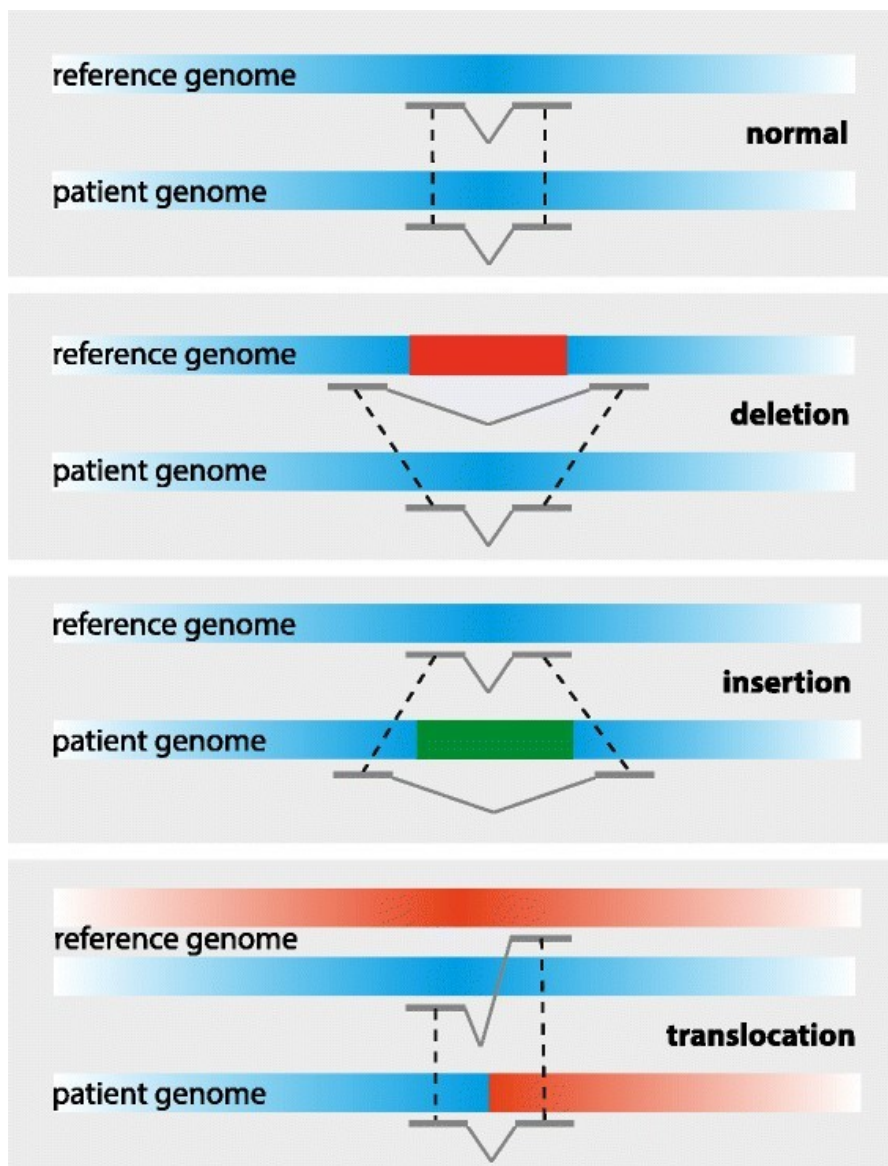 reference genome
normal
patient genome
reference genome
deletion
patient genome
reference genome
insertion
patient genome
reference genome
translocation
patient genome